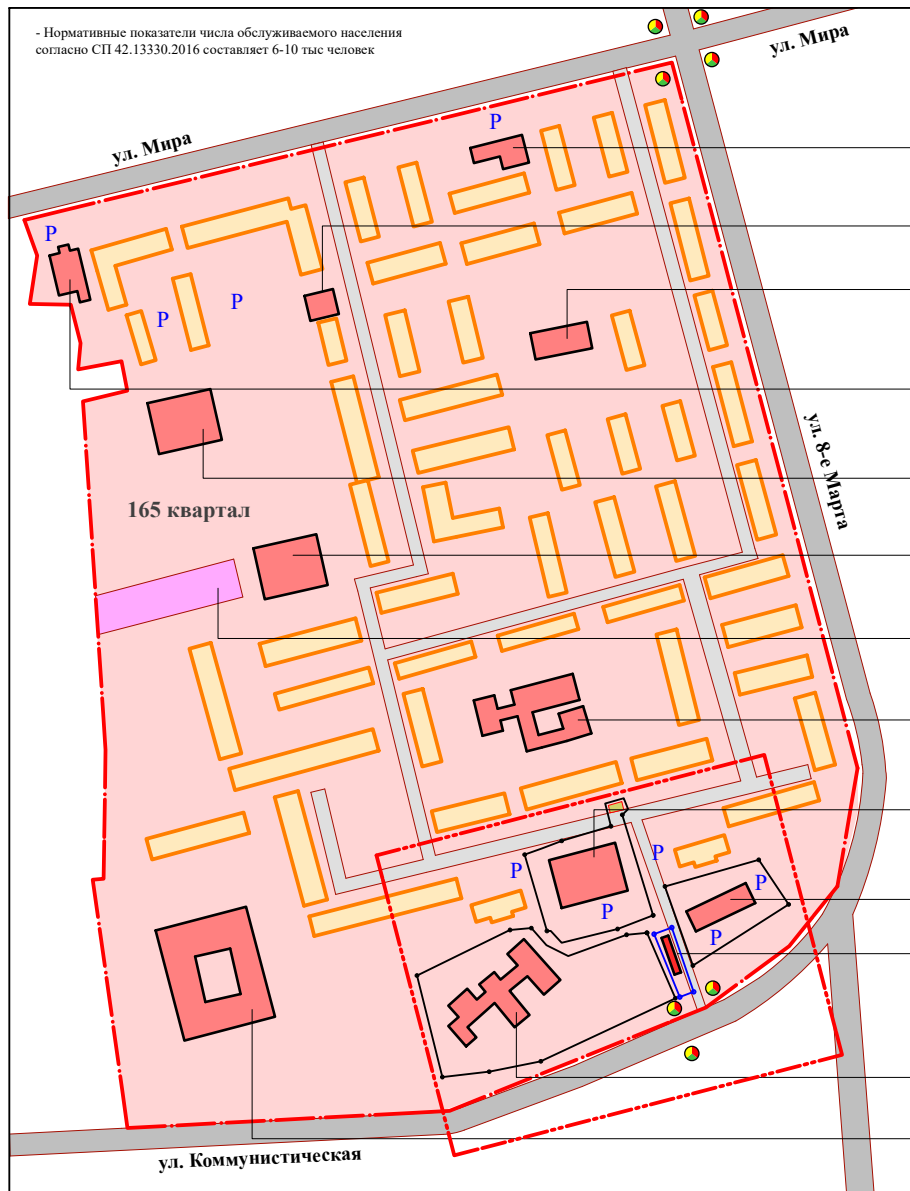 - Нормативные показатели числа обслуживаемого населения
согласно СП 42.13330.2016 составляет 6-10 тыс человек
ул. Мира
ул. Мира
Р
Р
Р
Р
ул. 8-е Марта
165 квартал
Р
Р
Р
Р
Р
ул. Коммунистическая